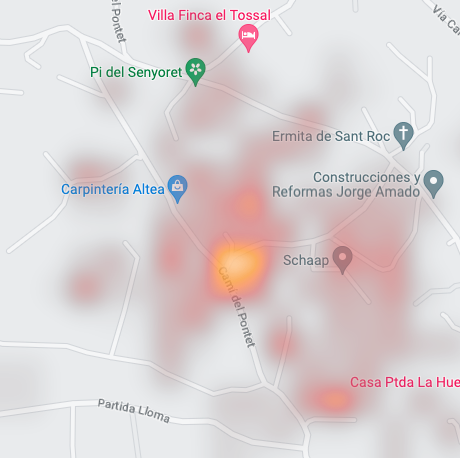 Villa Finca el Tossal
del Pontet
Via Ca
Pi del Senyoret
Ermita de Sant Roc
Construcciones y
Reformas Jorge Amado
Carpintería Altea
Schaap
Camí del Pontet
Casa Ptda La Hue
Partida Lloma